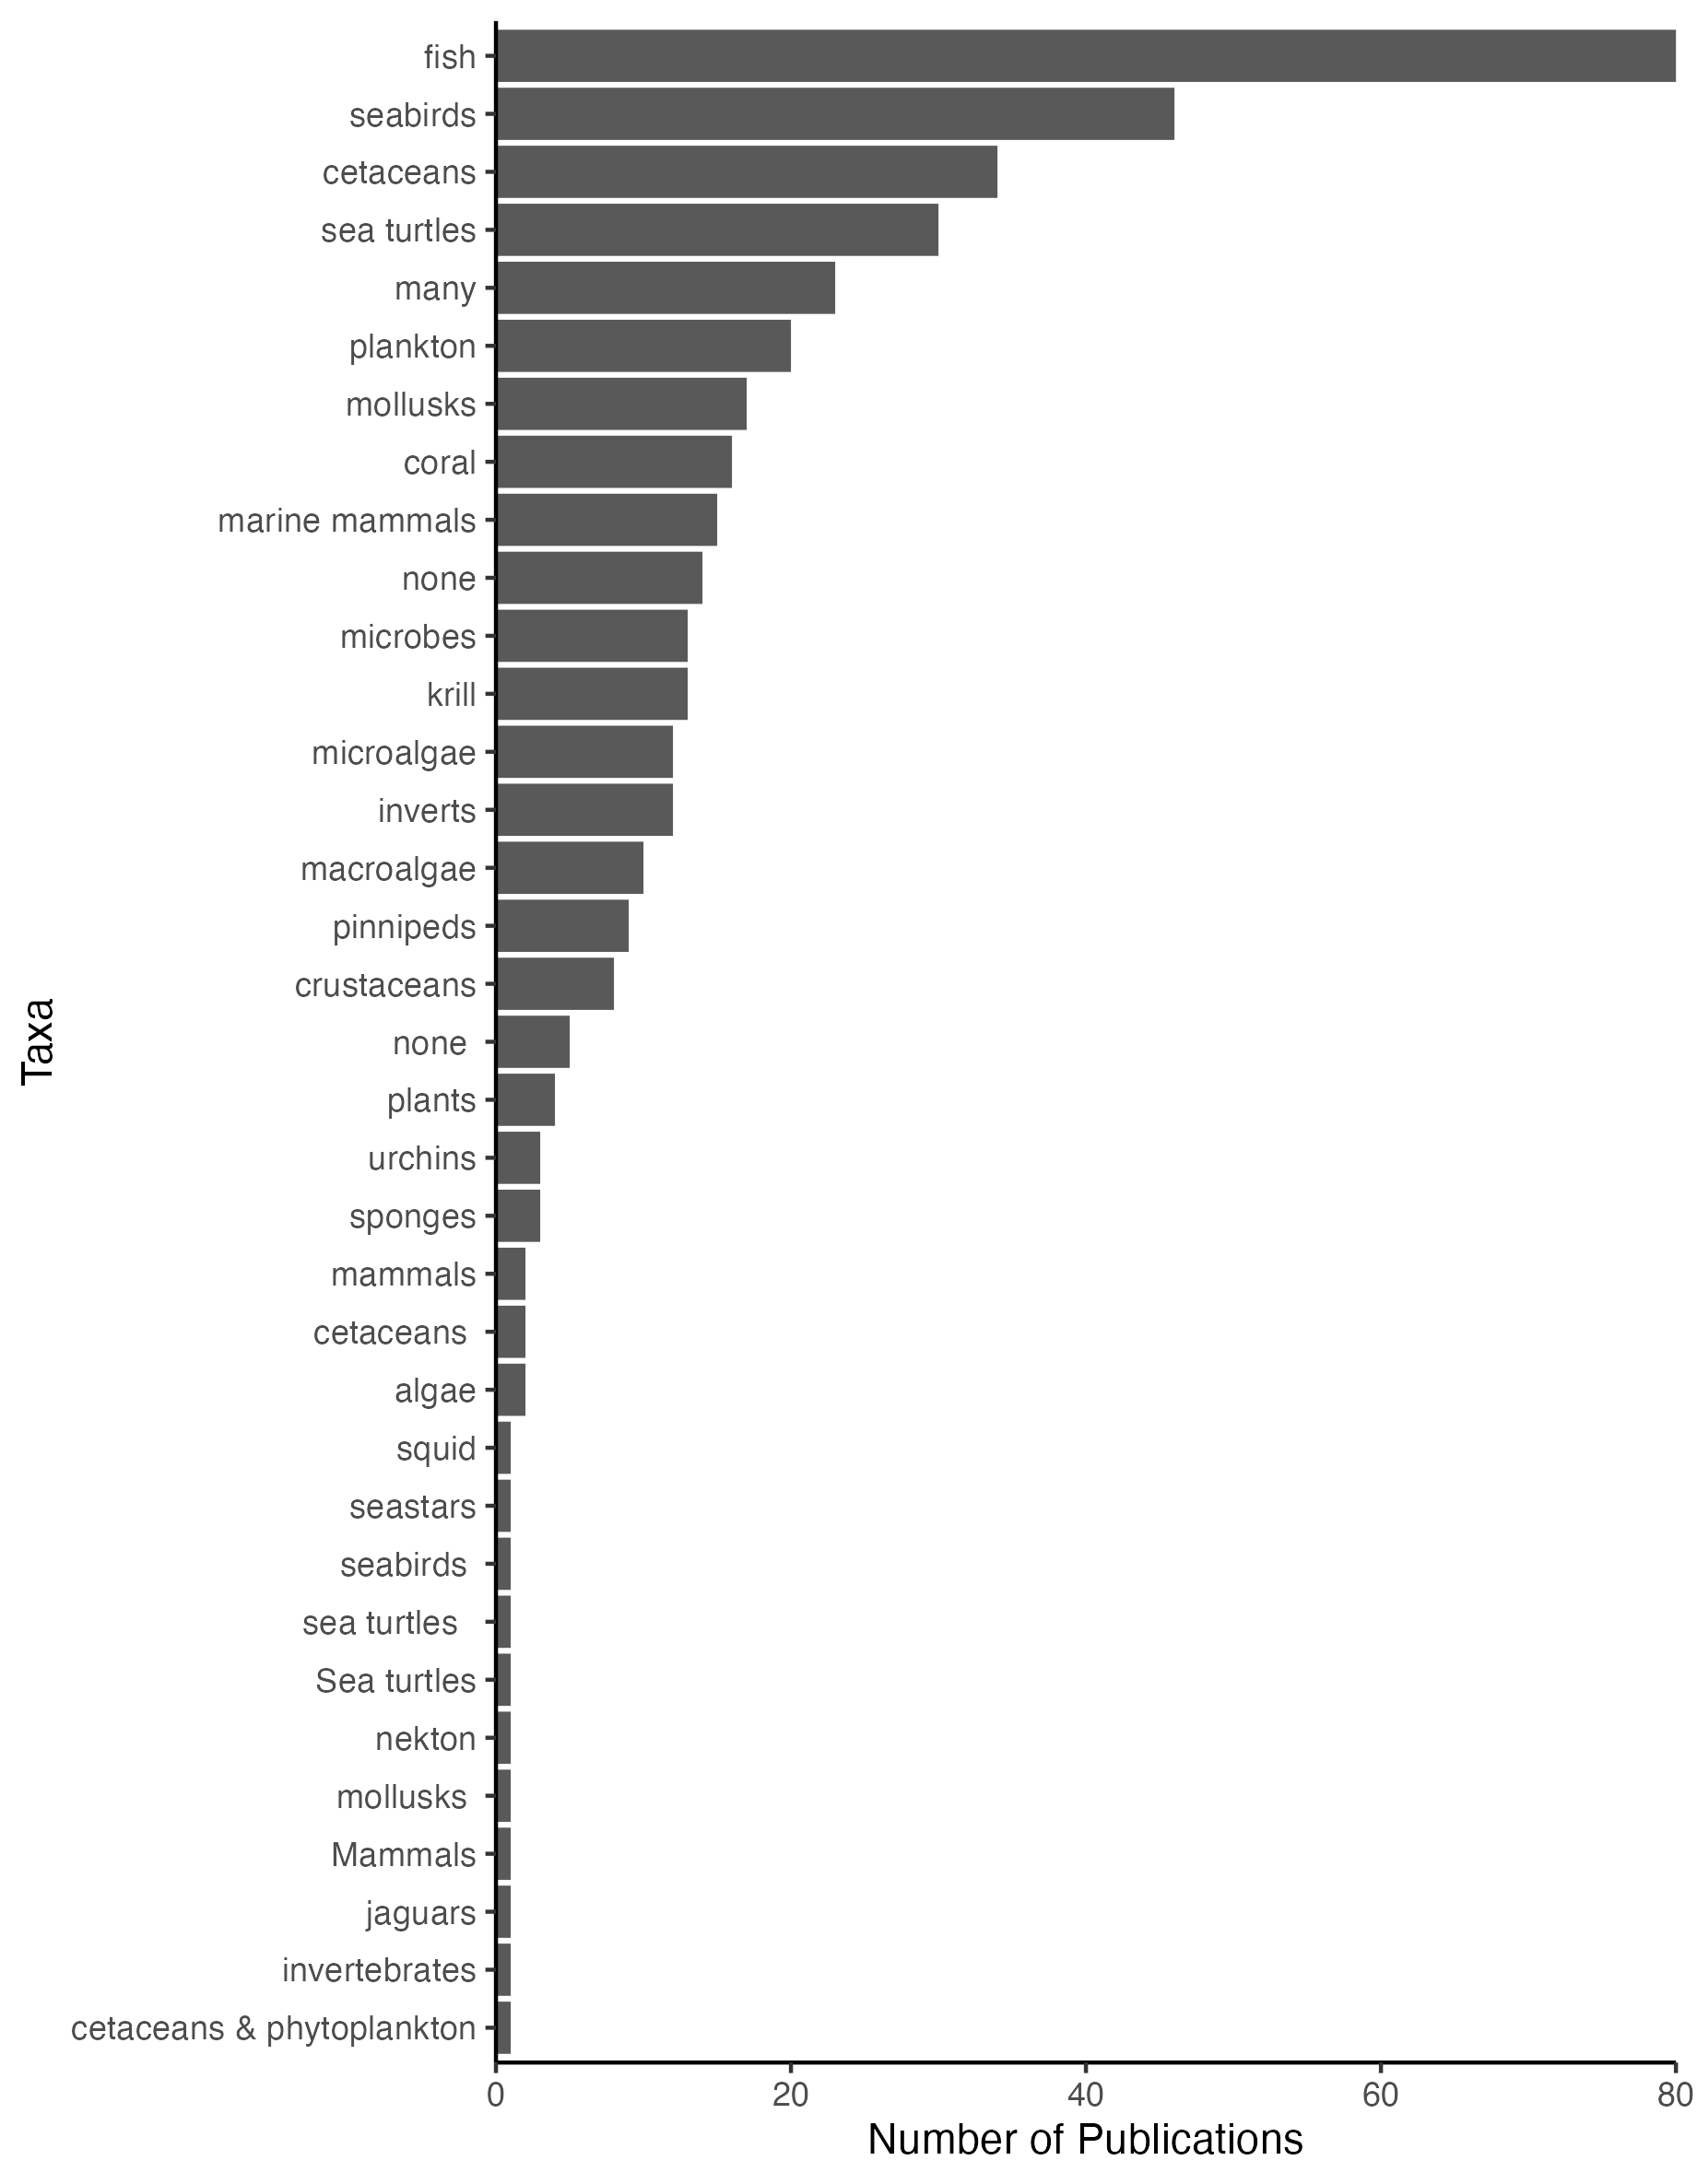 fish
seabirds
cetaceans
sea turtles
many
plankton
mollusks
coral
marine mammals
none
microbes
krill
microalgae
inverts
macroalgae
pinnipeds
crustaceans
none
plants
urchins
sponges
mammals
cetaceans
algae
squid
seastars
seabirds
sea turtles
Sea turtles
nekton
mollusks
Mammals
jaguars
invertebrates
cetaceans & phytoplankton
Taxa
0 20 40 60 80
Number of Publications